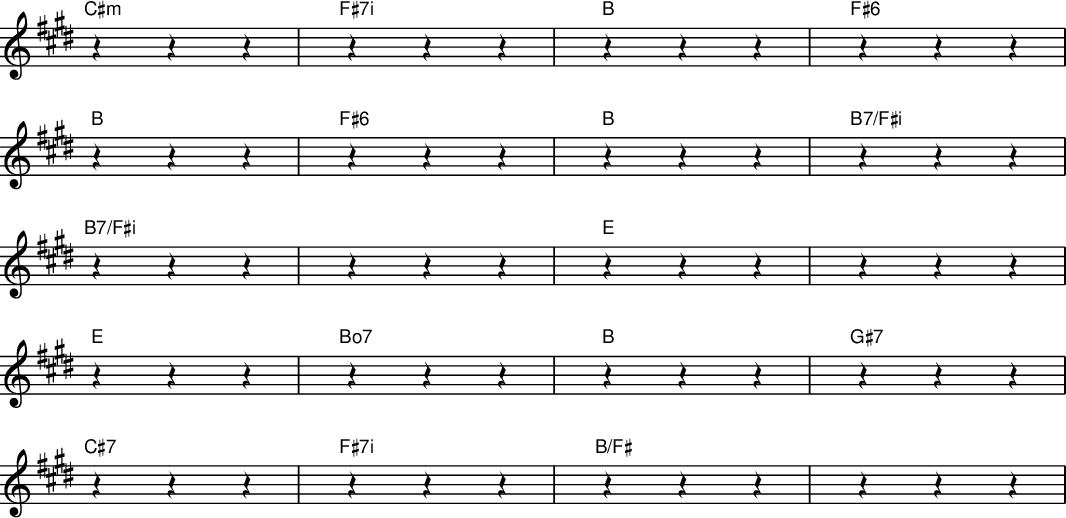 C♯m F♯7i B F♯6
B F♯6 B B7/F♯i
B7/F♯i E
E Bo7 B G♯7
C♯7 F♯7i B/F♯